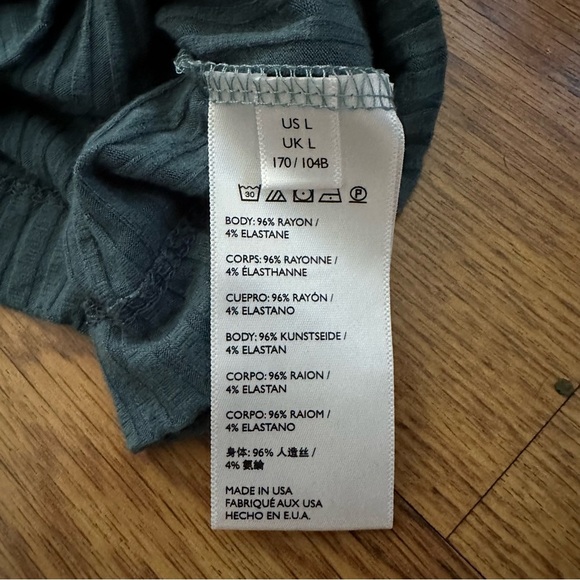 US L
UK L
170 / 104B
30
P
BODY: 96% RAYON /
4% ELASTANE
CORPS: 96% RAYONNE /
4% ÉLASTHANNE
CUEPRO: 96% RAYÓN /
4% ELASTANO
BODY: 96% KUNSTSEIDE /
4% ELASTAN
CORPO: 96% RAION /
4% ELASTAN
CORPO: 96% RAIOM /
4% ELASTANO
身体: 96% 人造丝 /
4% 氨綸
MADE IN USA
FABRIQUÉ AUX USA
HECHO EN E.U.A.